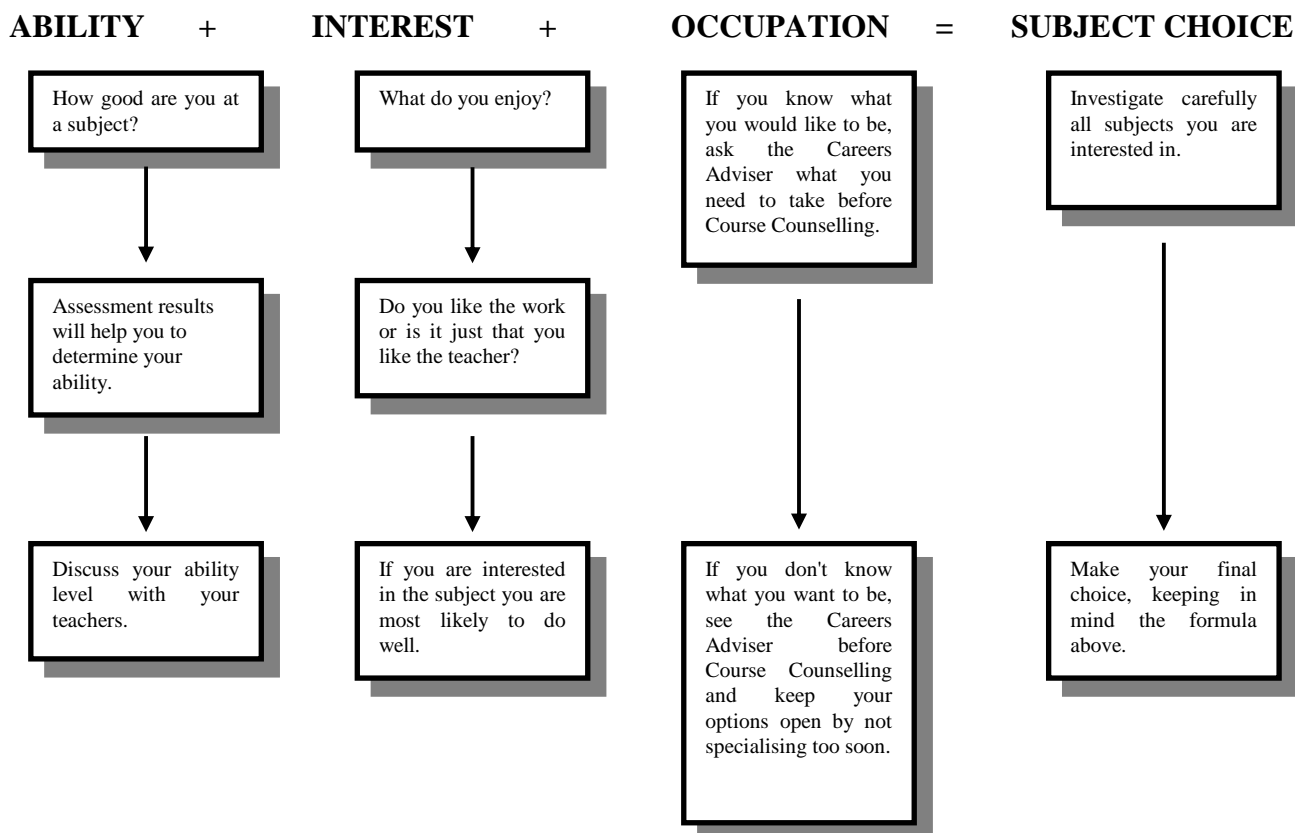 ABILITY + INTEREST + OCCUPATION = SUBJECT CHOICE
How good are you at
a subject?
Assessment results
will help you to
determine your
ability.
Discuss your ability
level with your
teachers.
What do you enjoy?
Do you like the work
or is it just that you
like the teacher?
If you are interested
in the subject you are
most likely to do
well.
If you know what
you would like to be,
ask the Careers
Adviser what you
need to take before
Course Counselling.
If you don't know
what you want to be,
see the Careers
Adviser before
Course Counselling
and keep your
options open by not
specialising too soon.
Investigate carefully
all subjects you are
interested in.
Make your final
choice, keeping in
mind the formula
above.